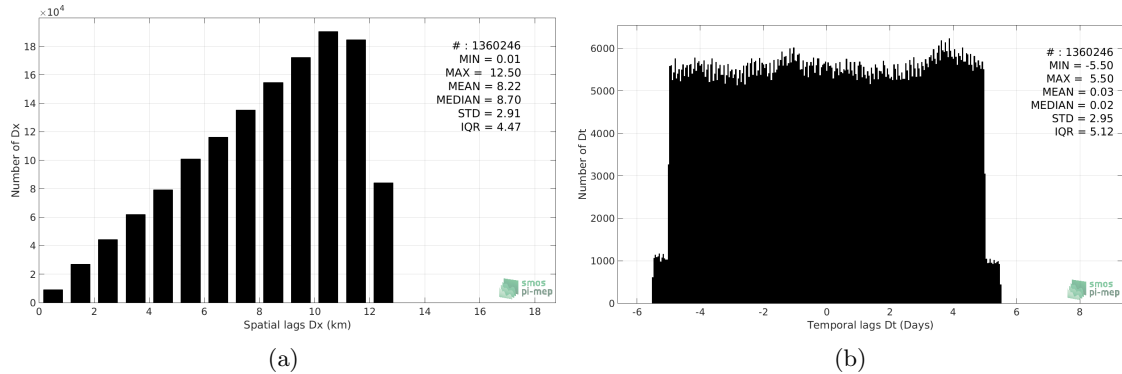 ×10⁴
18
16
14
12
10
8
6
4
2
0
Number of Dx
# : 1360246
MIN = 0.01
MAX = 12.50
MEAN = 8.22
MEDIAN = 8.70
STD = 2.91
IQR = 4.47
smos
pi-mep
0 2 4 6 8 10 12 14 16 18
Spatial lags Dx (km)
(a)
6000
5000
4000
3000
2000
1000
0
Number of Dt
# : 1360246
MIN = -5.50
MAX = 5.50
MEAN = 0.03
MEDIAN = 0.02
STD = 2.95
IQR = 5.12
smos
pi-mep
-6 -4 -2 0 2 4 6 8
Temporal lags Dt (Days)
(b)